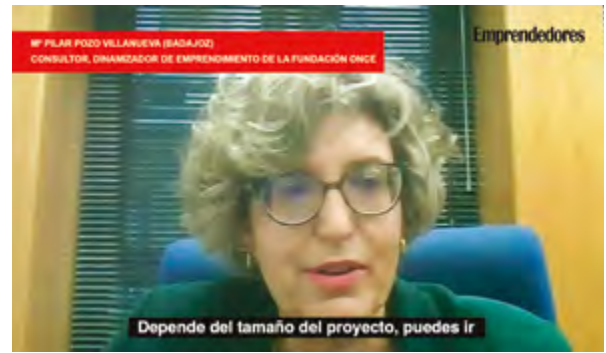 Mª PILAR POZO VILLANUEVA (BADAJOZ)
CONSULTOR, DINAMIZADOR DE EMPRENDIMIENTO DE LA FUNDACIÓN ONCE
Emprendedores
Depende del tamaño del proyecto, puedes ir